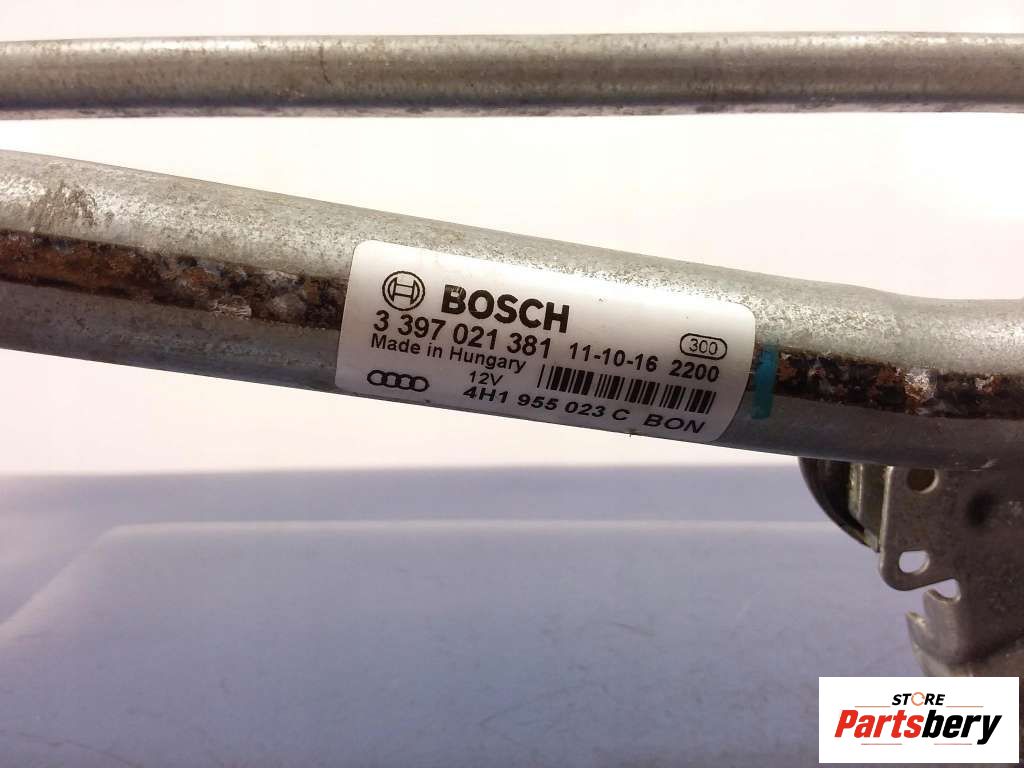 BOSCH
3 397 021 381 11-10-16 2200
300
Made in Hungary
12V
4H1 955 023 C BON
STORE
Partsbery